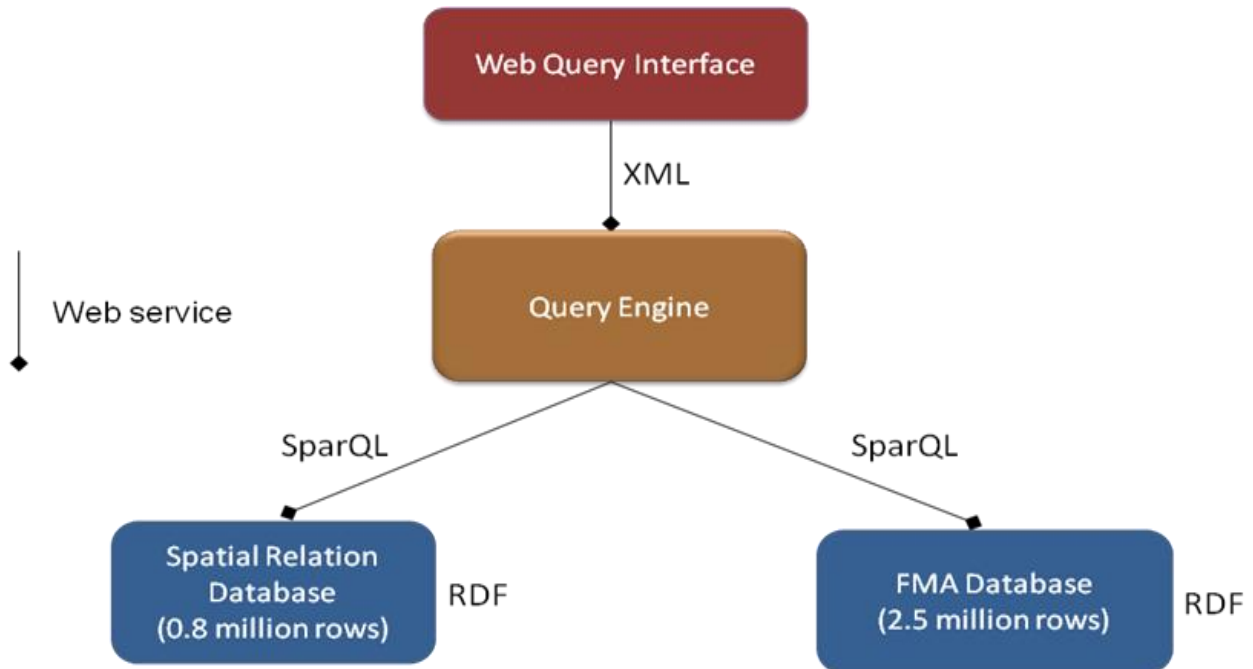 Web Query Interface
XML
Query Engine
Web service
SparQL
SparQL
Spatial Relation
Database
(0.8 million rows)
RDF
FMA Database
(2.5 million rows)
RDF